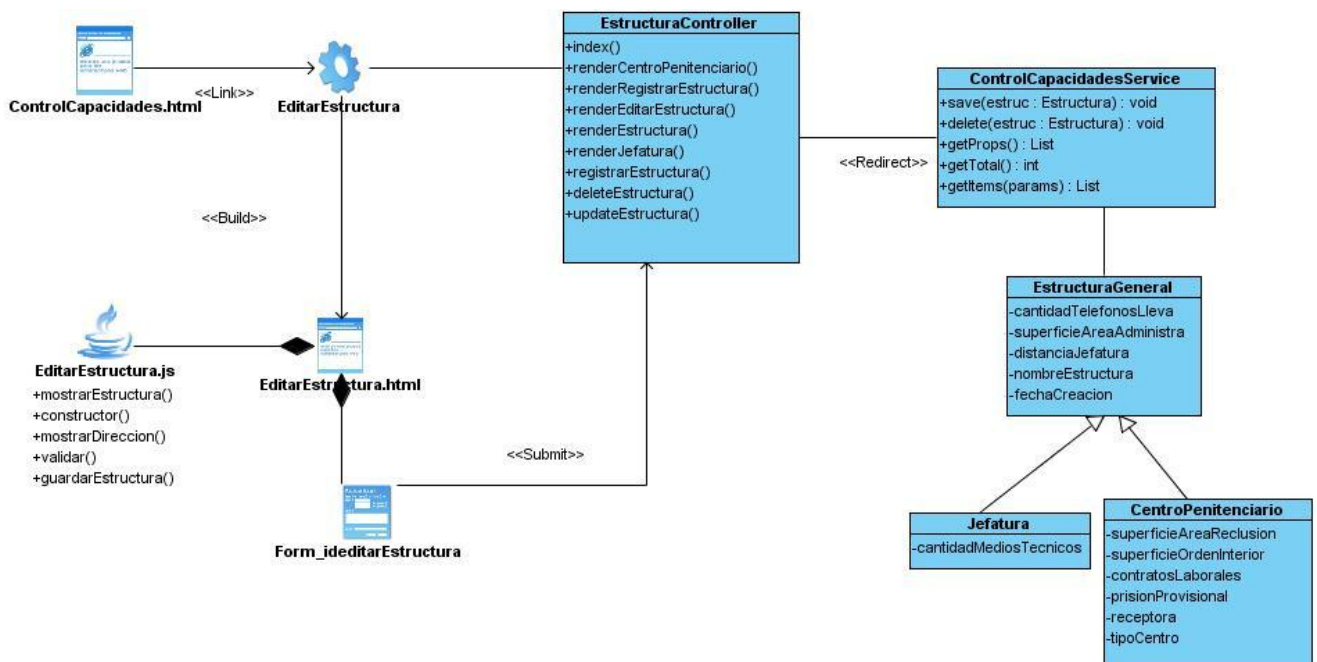 ControlCapacidades.html
<<Link>>
EditarEstructura
<<Build>>
EditarEstructura.js
+mostrarEstructura()
+constructor()
+mostrarDireccion()
+validar()
+guardarEstructura()
EditarEstructura.html
<<Submit>>
Form_ideditarEstructura
EstructuraController
+index()
+renderCentroPenitenciario()
+renderRegistrarEstructura()
+renderEditarEstructura()
+renderEstructura()
+renderJefatura()
+registrarEstructura()
+deleteEstructura()
+updateEstructura()
<<Redirect>>
ControlCapacidadesService
+save(estruc : Estructura) : void
+delete(estruc : Estructura) : void
+getProps() : List
+getTotal() : int
+getItems(params) : List
EstructuraGeneral
-cantidadTelefonosLleva
-superficieAreaAdministra
-distanciaJefatura
-nombreEstructura
-fechaCreacion
Jefatura
-cantidadMediosTecnicos
CentroPenitenciario
-superficieAreaReclusion
-superficieOrdenInterior
-contratosLaborales
-prisionProvisional
-receptora
-tipoCentro